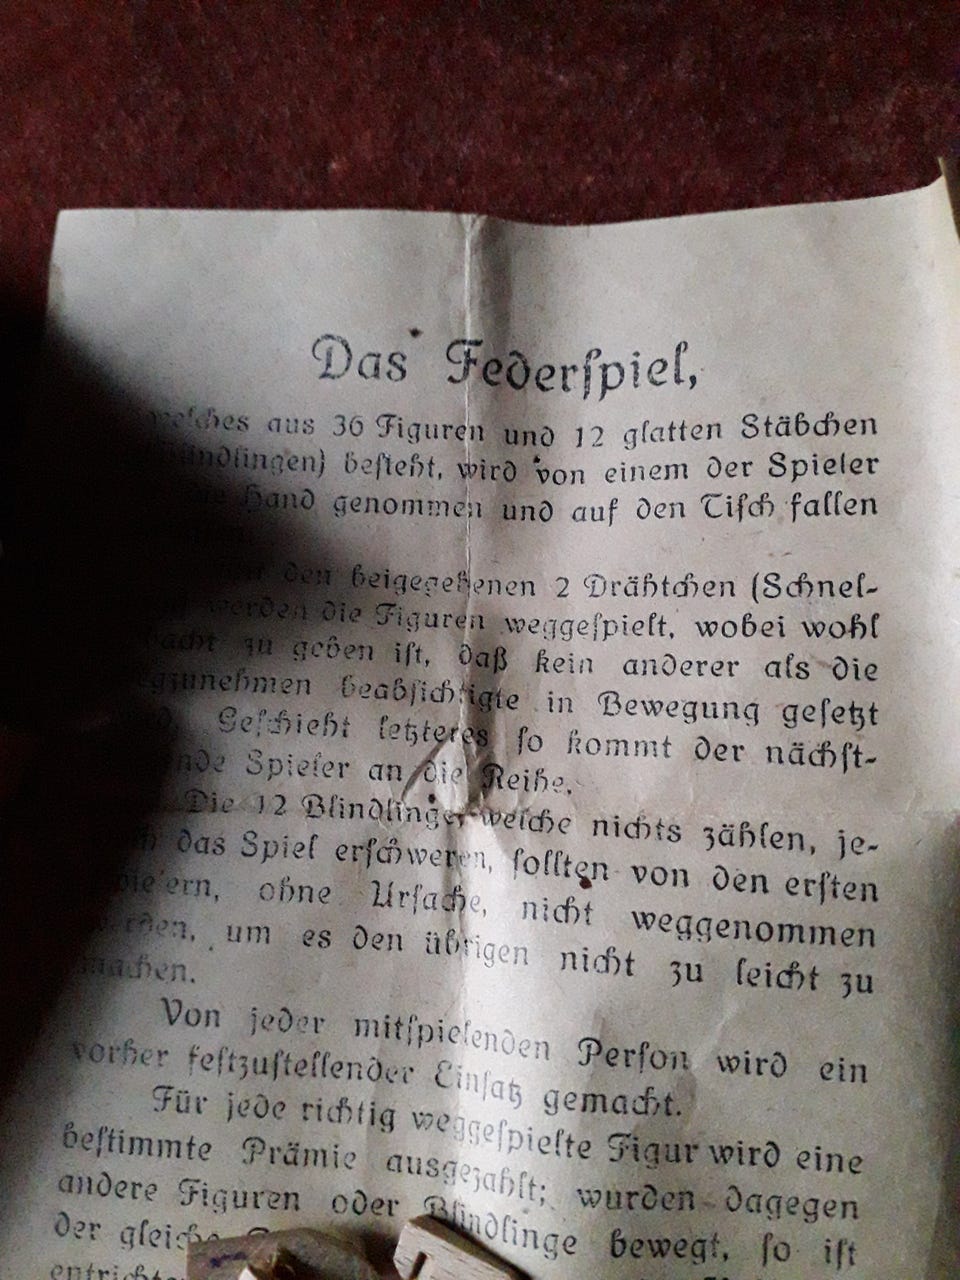 Das Federſpiel,
welches aus 36 Figuren und 12 glatten Stäbchen
(Blindlingen) beſteht, wird von einem der Spieler
die Hand genommen und auf den Tiſch fallen
den beigegebenen 2 Drähtchen (Schnel-
werden die Figuren weggeſpielt, wobei wohl
acht zu geben iſt, daß kein anderer als die
egzunehmen beabſichtigte in Bewegung geſetzt
Geſchieht letzteres ſo kommt der nächſt-
nde Spieler an die Reihe.
Die 12 Blindlinge, welche nichts zählen, je-
das Spiel erſchweren, ſollten von den erſten
ohne Urſache, nicht weggenommen
um es den übrigen nicht zu leicht zu
machen.
Von jeder mitſpielenden Perſon wird ein
vorher feſtzuſtellender Einſatz gemacht.
Für jede richtig weggeſpielte Figur wird eine
beſtimmte Prämie ausgezahlt; wurden dagegen
andere Figuren oder Blindlinge bewegt, ſo iſt
der gleiche